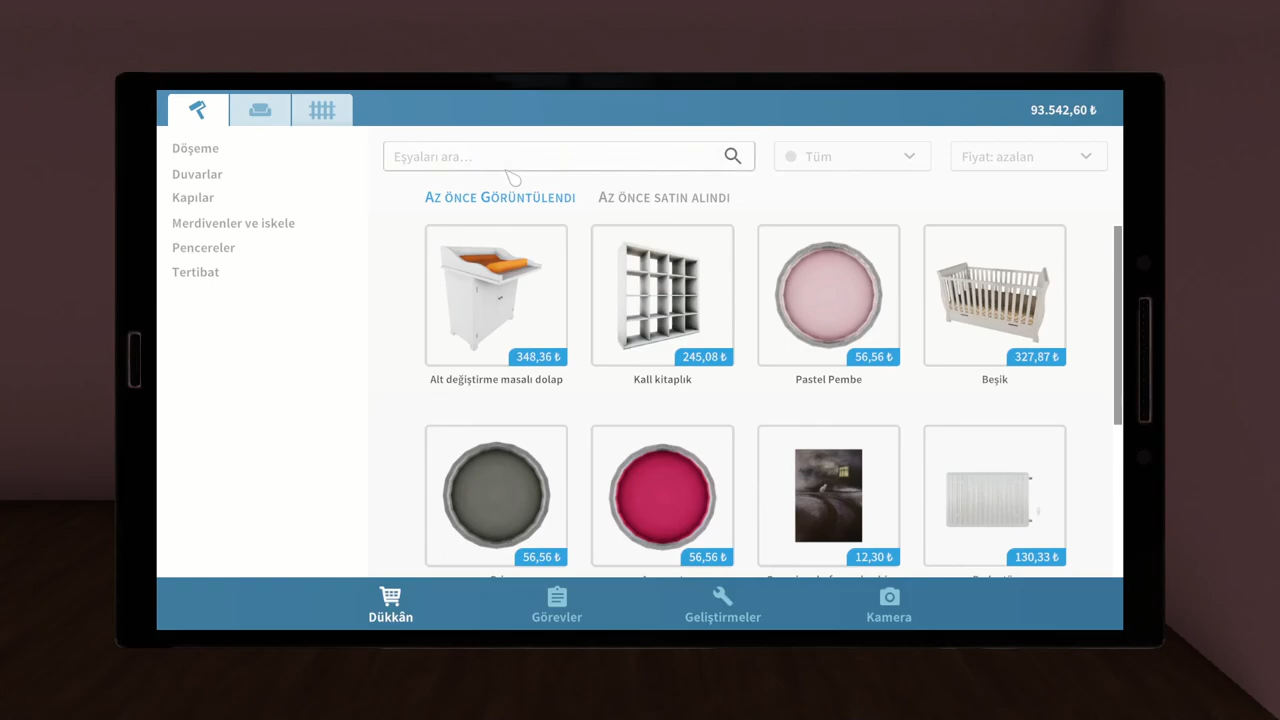 93.542,60 ₺
Döşeme
Duvarlar
Kapılar
Merdivenler ve iskele
Pencereler
Tertibat
Eşyaları ara...
Tüm
Fiyat: azalan
AZ ÖNCE GÖRÜNTÜLENDI
AZ ÖNCE SATIN ALINDI
348,36 ₺
245,08 ₺
56,56 ₺
327,87 ₺
Alt değiştirme masalı dolap
Kall kitaplık
Pastel Pembe
Beşik
56,56 ₺
56,56 ₺
12,30 ₺
130,33 ₺
Dükkân
Görevler
Geliştirmeler
Kamera